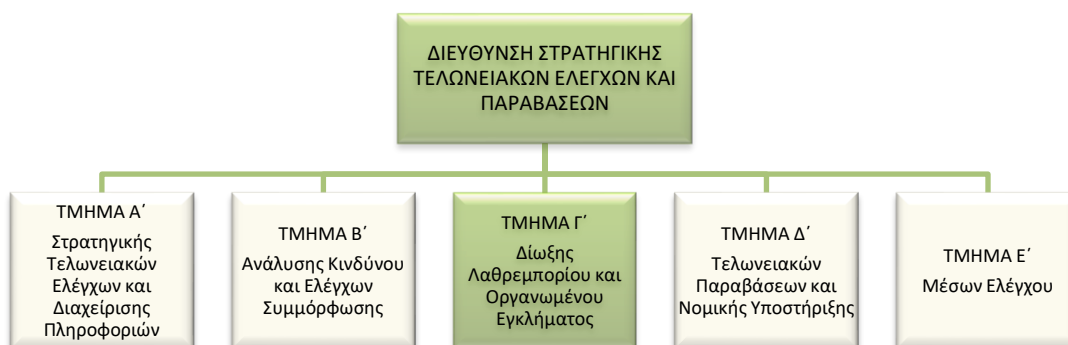 ΔΙΕΥΘΥΝΣΗ ΣΤΡΑΤΗΓΙΚΗΣ
ΤΕΛΩΝΕΙΑΚΩΝ ΕΛΕΓΧΩΝ ΚΑΙ
ΠΑΡΑΒΑΣΕΩΝ
ΤΜΗΜΑ Α΄
Στρατηγικής
Τελωνειακών
Ελέγχων και
Διαχείρισης
Πληροφοριών
ΤΜΗΜΑ Β΄
Ανάλυσης Κινδύνου
και Ελέγχων
Συμμόρφωσης
ΤΜΗΜΑ Γ΄
Δίωξης
Λαθρεμπορίου και
Οργανωμένου
Εγκλήματος
ΤΜΗΜΑ Δ΄
Τελωνειακών
Παραβάσεων και
Νομικής Υποστήριξης
ΤΜΗΜΑ Ε΄
Μέσων Ελέγχου